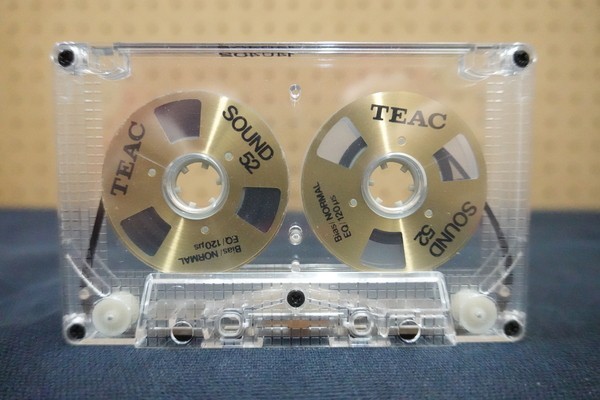 TEAC
SOUND
52
Bias/NORMAL
EQ/120µs
TEAC
SOUND
52
Bias/NORMAL
EQ/120µs